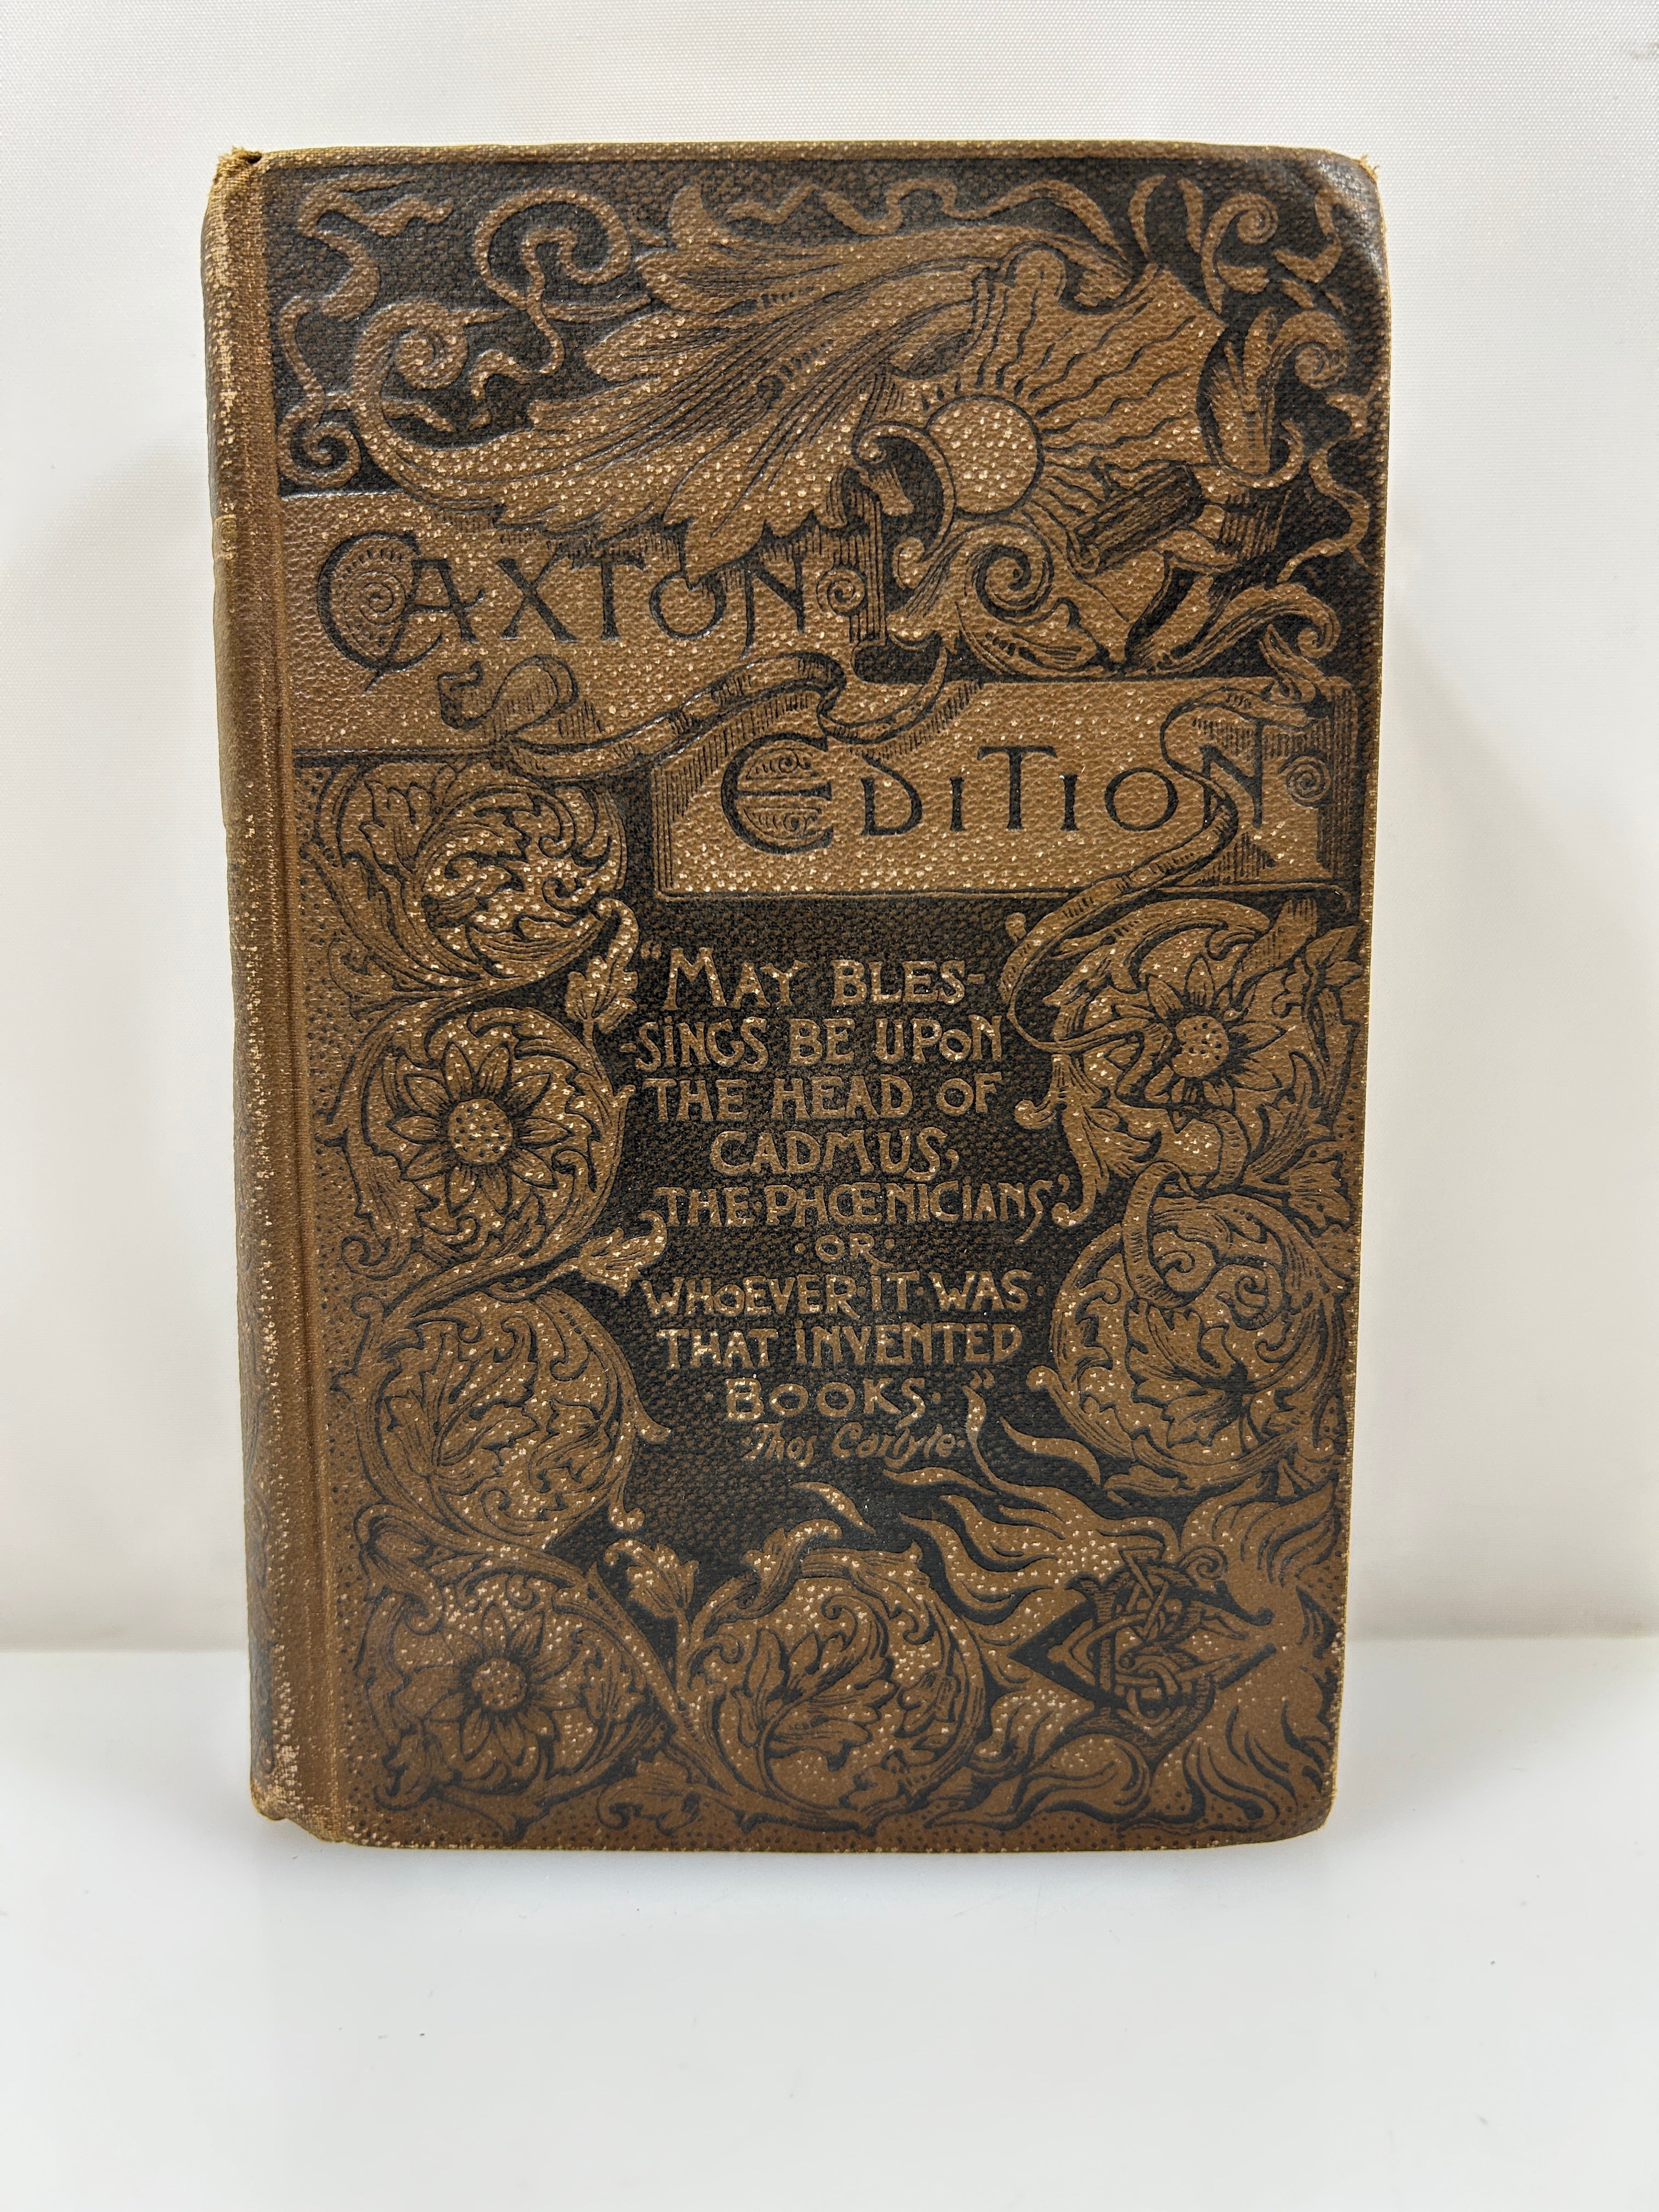 CAXTON
EDITION
"MAY BLES-
SINGS BE UPON
THE HEAD OF
CADMUS,
THE·PHŒNICIANS,
·OR·
WHOEVER·IT·WAS
THAT INVENTED
·BOOKS·"
·Thos Carlyle·